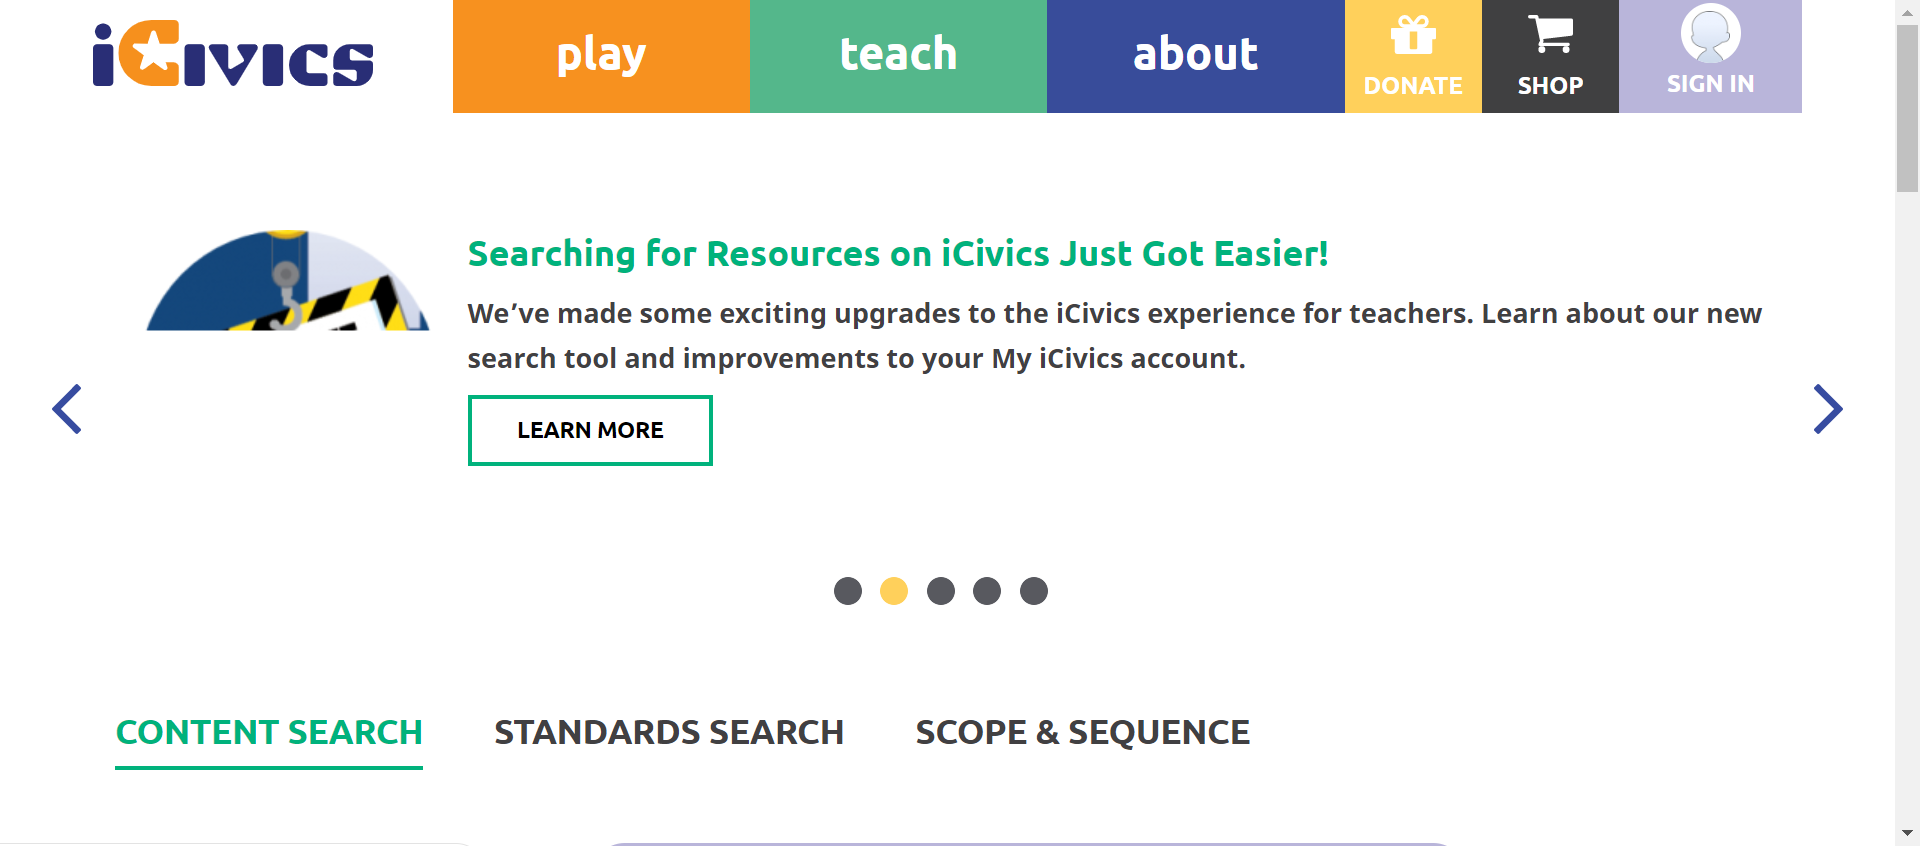 iCivics
play
teach
about
DONATE
SHOP
SIGN IN
Searching for Resources on iCivics Just Got Easier!
We’ve made some exciting upgrades to the iCivics experience for teachers. Learn about our new
search tool and improvements to your My iCivics account.
LEARN MORE
CONTENT SEARCH
STANDARDS SEARCH
SCOPE & SEQUENCE